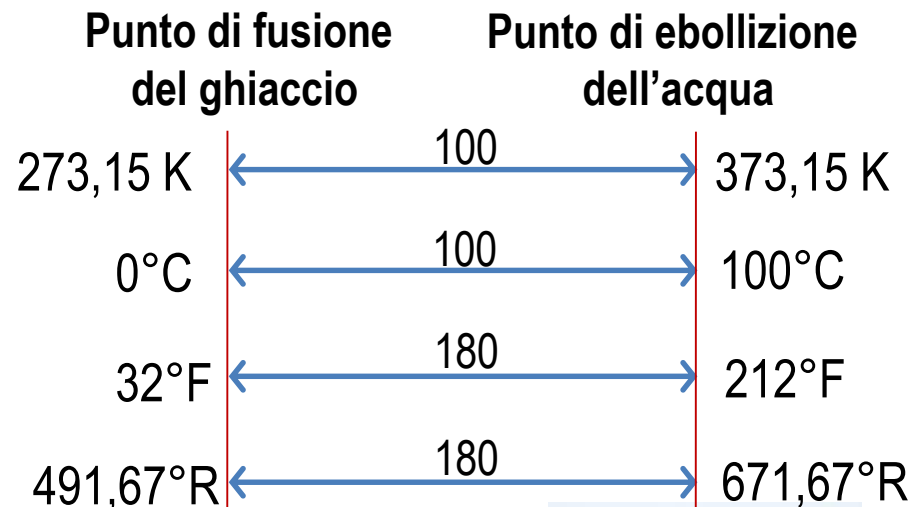 Punto di fusione
del ghiaccio
Punto di ebollizione
dell’acqua
273,15 K 100 373,15 K
0°C 100 100°C
32°F 180 212°F
491,67°R 180 671,67°R